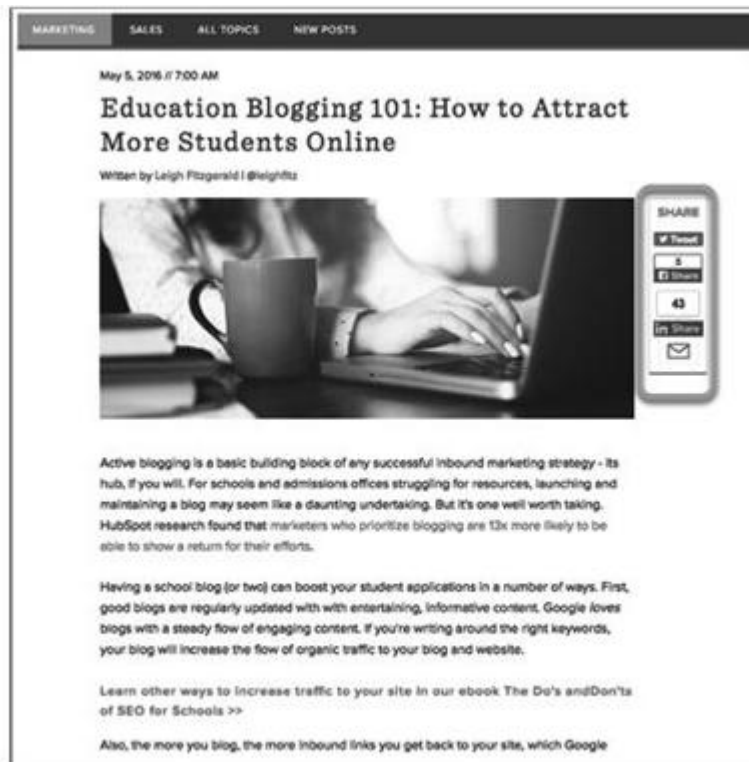 MARKETING SALES ALL TOPICS NEW POSTS
May 5, 2016 // 7:00 AM
Education Blogging 101: How to Attract
More Students Online
Written by Leigh Fitzgerald | @leighfitz
SHARE
Tweet
5
Share
43
in Share
Active blogging is a basic building block of any successful inbound marketing strategy - its
hub, if you will. For schools and admissions offices struggling for resources, launching and
maintaining a blog may seem like a daunting undertaking. But it's one well worth taking.
HubSpot research found that marketers who prioritize blogging are 13x more likely to be
able to show a return for their efforts.
Having a school blog (or two) can boost your student applications in a number of ways. First,
good blogs are regularly updated with with entertaining, informative content. Google loves
blogs with a steady flow of engaging content. If you're writing around the right keywords,
your blog will increase the flow of organic traffic to your blog and website.
Learn other ways to increase traffic to your site in our ebook The Do's andDon'ts
of SEO for Schools >>
Also, the more you blog, the more inbound links you get back to your site, which Google